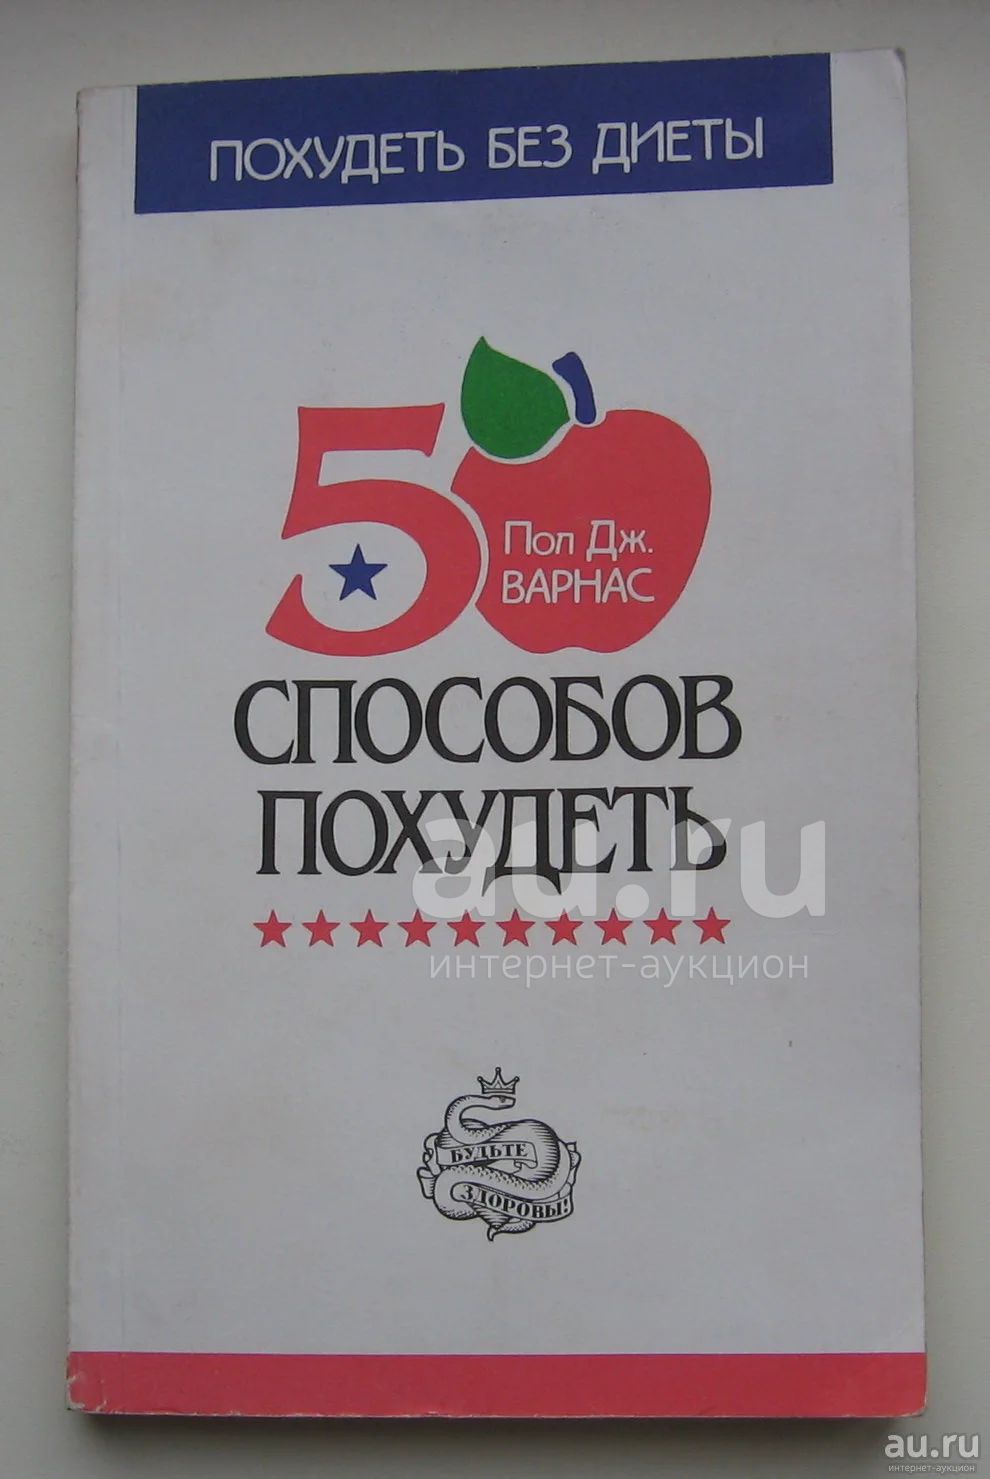 ПОХУДЕТЬ БЕЗ ДИЕТЫ
50
Пол Дж.
ВАРНАС
СПОСОБОВ
ПОХУДЕТЬ
au.ru
интернет-аукцион
БУДЬТЕ
ЗДОРОВЫ!
au.ru
интернет-аукцион